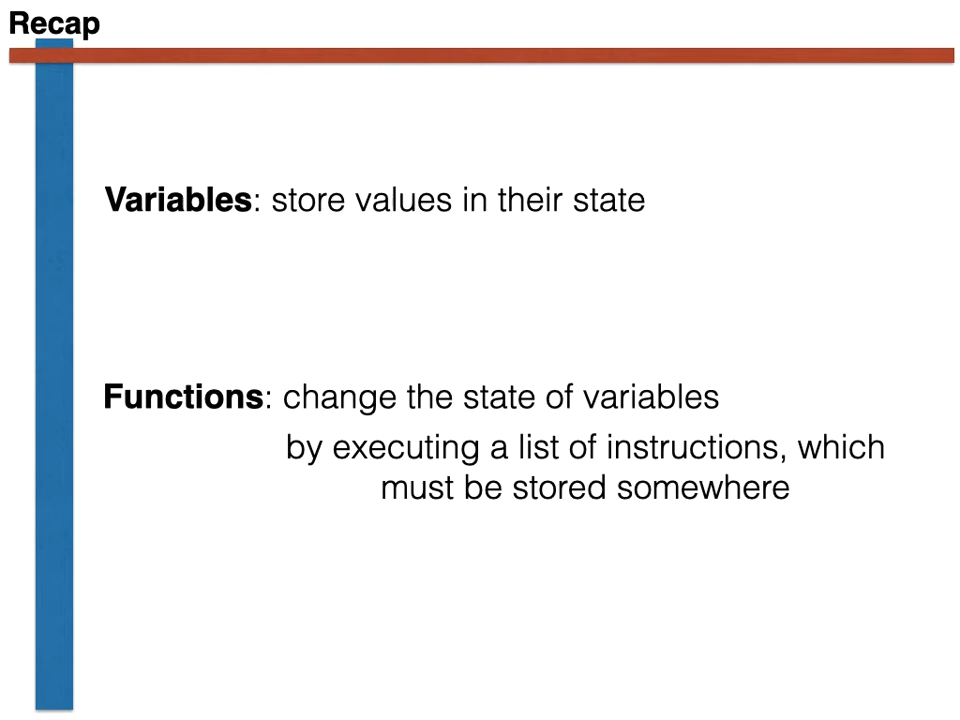 Recap
Variables: store values in their state
Functions: change the state of variables
by executing a list of instructions, which
must be stored somewhere